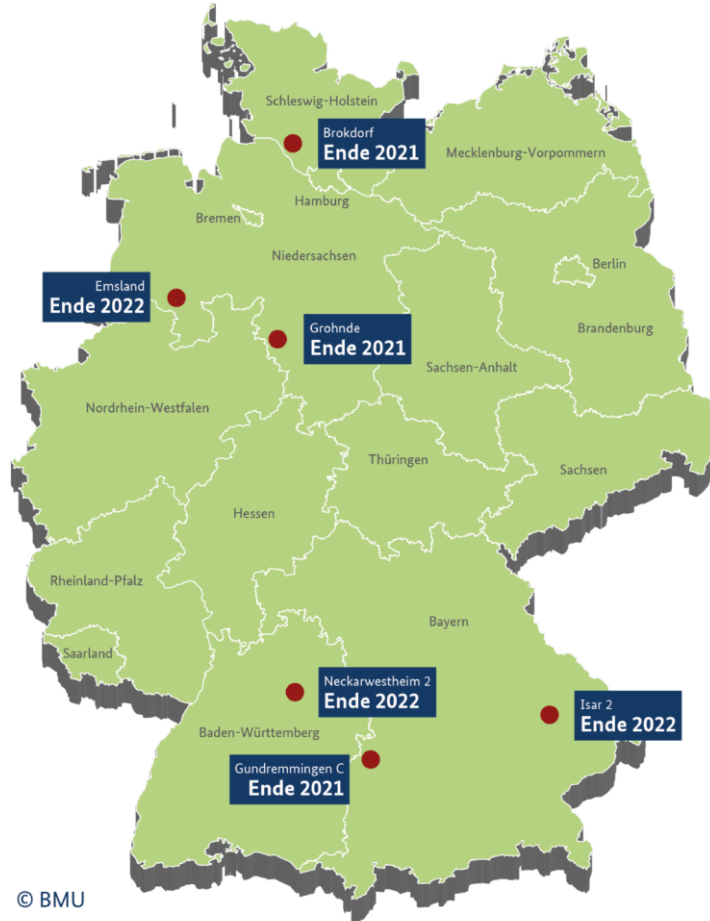 Schleswig-Holstein
Brokdorf
Ende 2021
Mecklenburg-Vorpommern
Hamburg
Bremen
Niedersachsen
Berlin
Emsland
Ende 2022
Brandenburg
Grohnde
Ende 2021
Sachsen-Anhalt
Nordrhein-Westfalen
Thüringen
Sachsen
Hessen
Rheinland-Pfalz
Bayern
Saarland
Neckarwestheim 2
Ende 2022
Isar 2
Ende 2022
Baden-Württemberg
Gundremmingen C
Ende 2021
© BMU